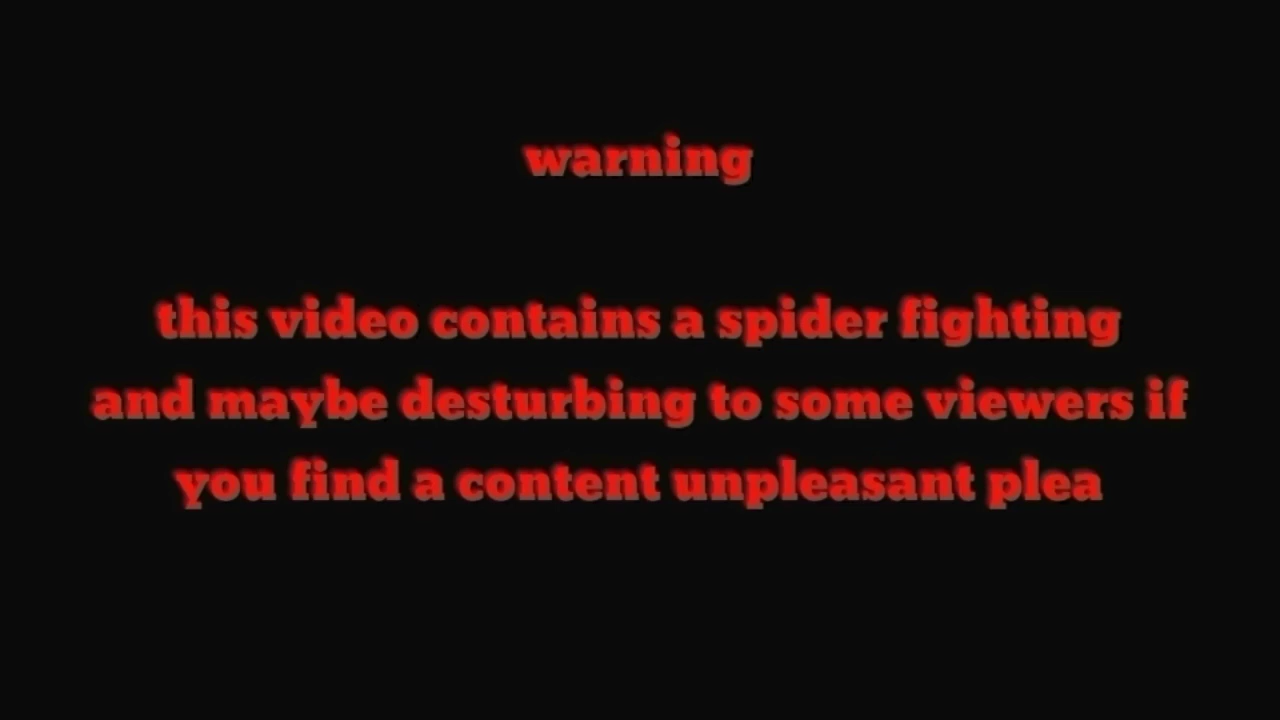 warning
this video contains a spider fighting
and maybe desturbing to some viewers if
you find a content unpleasant plea